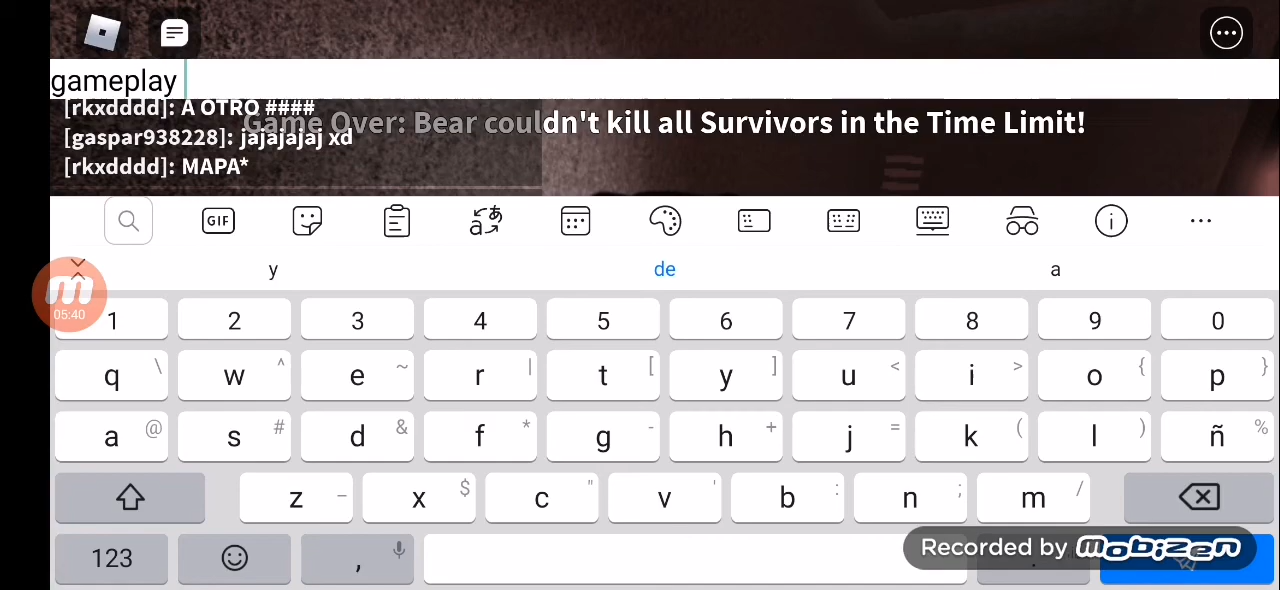 gameplay
[rkxdddd]: A OTRO ####
Game Over: Bear couldn't kill all Survivors in the Time Limit!
[gaspar938228]: jajajajaj xd
[rkxdddd]: MAPA*
GIF
y de a
05:40
1 2 3 4 5 6 7 8 9 0
q \ w ^ e ~ r | t [ y ] u < i > o { p }
a @ s # d & f * g - h + j = k ( l ) ñ %
z _ x $ c " v ' b : n ; m /
123 , .
Recorded by mobizen